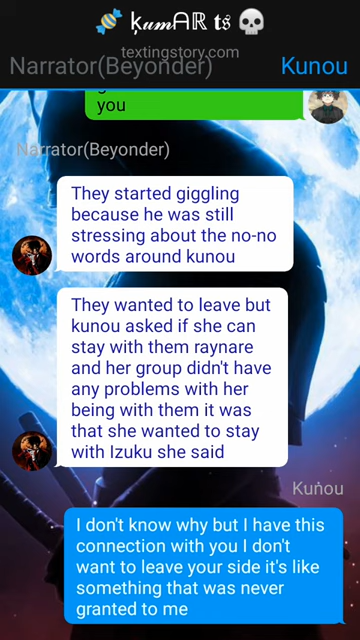 🍬 ķ𝓊𝓂ᗩℝ 𝖙𝓈 💀
textingstory.com
Narrator(Beyonder) Kunou
you
Narrator(Beyonder)
They started giggling
because he was still
stressing about the no-no
words around kunou
They wanted to leave but
kunou asked if she can
stay with them raynare
and her group didn't have
any problems with her
being with them it was
that she wanted to stay
with Izuku she said
Kunou
I don't know why but I have this
connection with you I don't
want to leave your side it's like
something that was never
granted to me